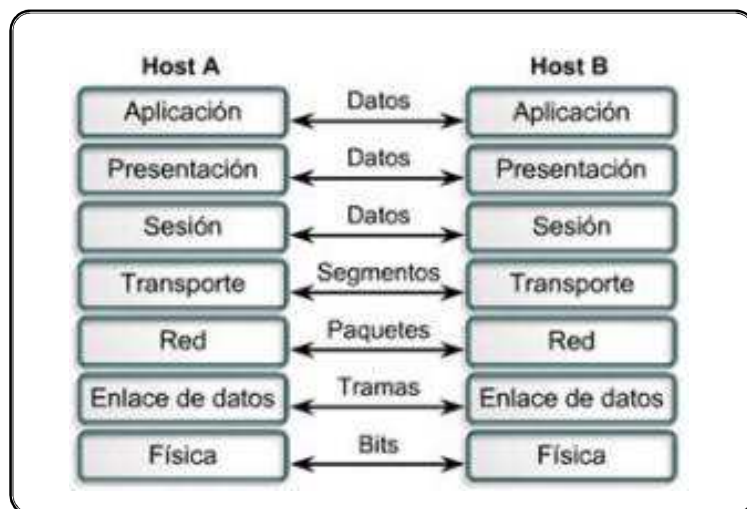 Host A Host B
Aplicación Datos Aplicación
Presentación Datos Presentación
Sesión Datos Sesión
Transporte Segmentos Transporte
Red Paquetes Red
Enlace de datos Tramas Enlace de datos
Física Bits Física